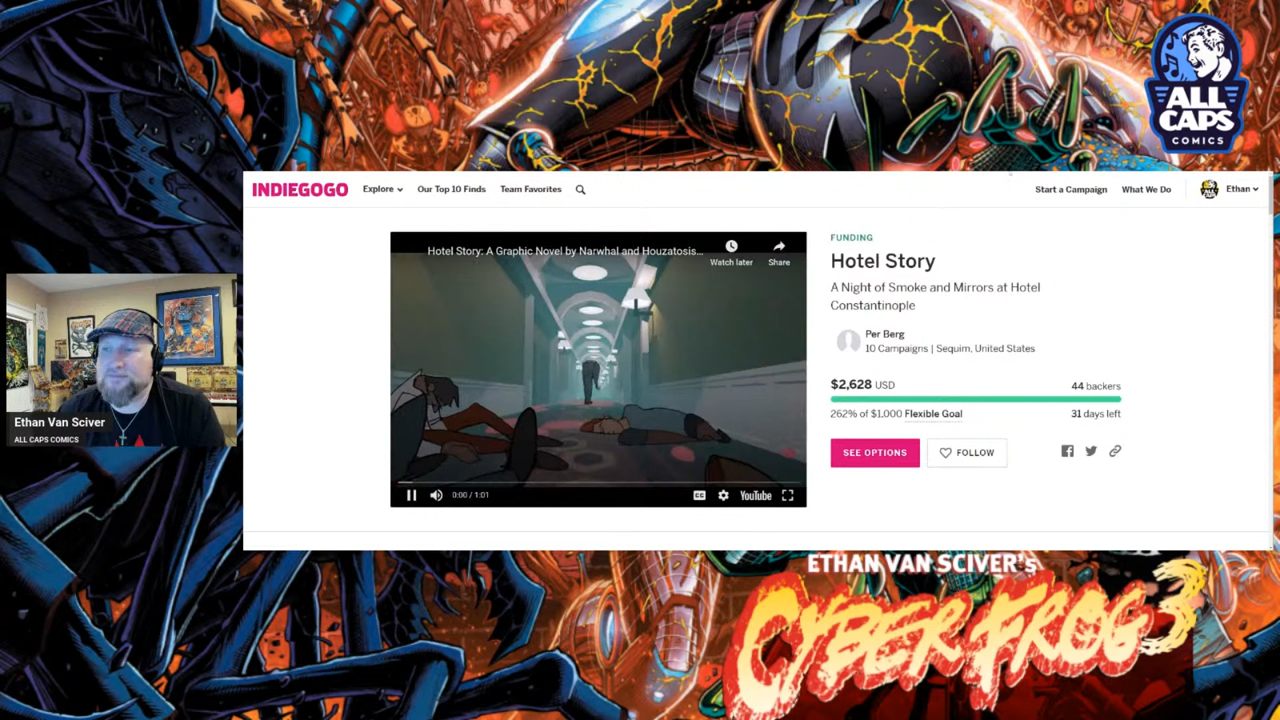 ALL
CAPS
COMICS
INDIEGOGO
Explore
Our Top 10 Finds
Team Favorites
Start a Campaign
What We Do
Ethan
Hotel Story: A Graphic Novel by Narwhal and Houzatosis...
Watch later
Share
0:00 / 1:01
CC
YouTube
FUNDING
Hotel Story
A Night of Smoke and Mirrors at Hotel
Constantinople
Per Berg
10 Campaigns | Sequim, United States
$2,628 USD
44 backers
262% of $1,000 Flexible Goal
31 days left
SEE OPTIONS
FOLLOW
Ethan Van Sciver
ALL CAPS COMICS
ETHAN VAN SCIVER's
CYBERFROG 3